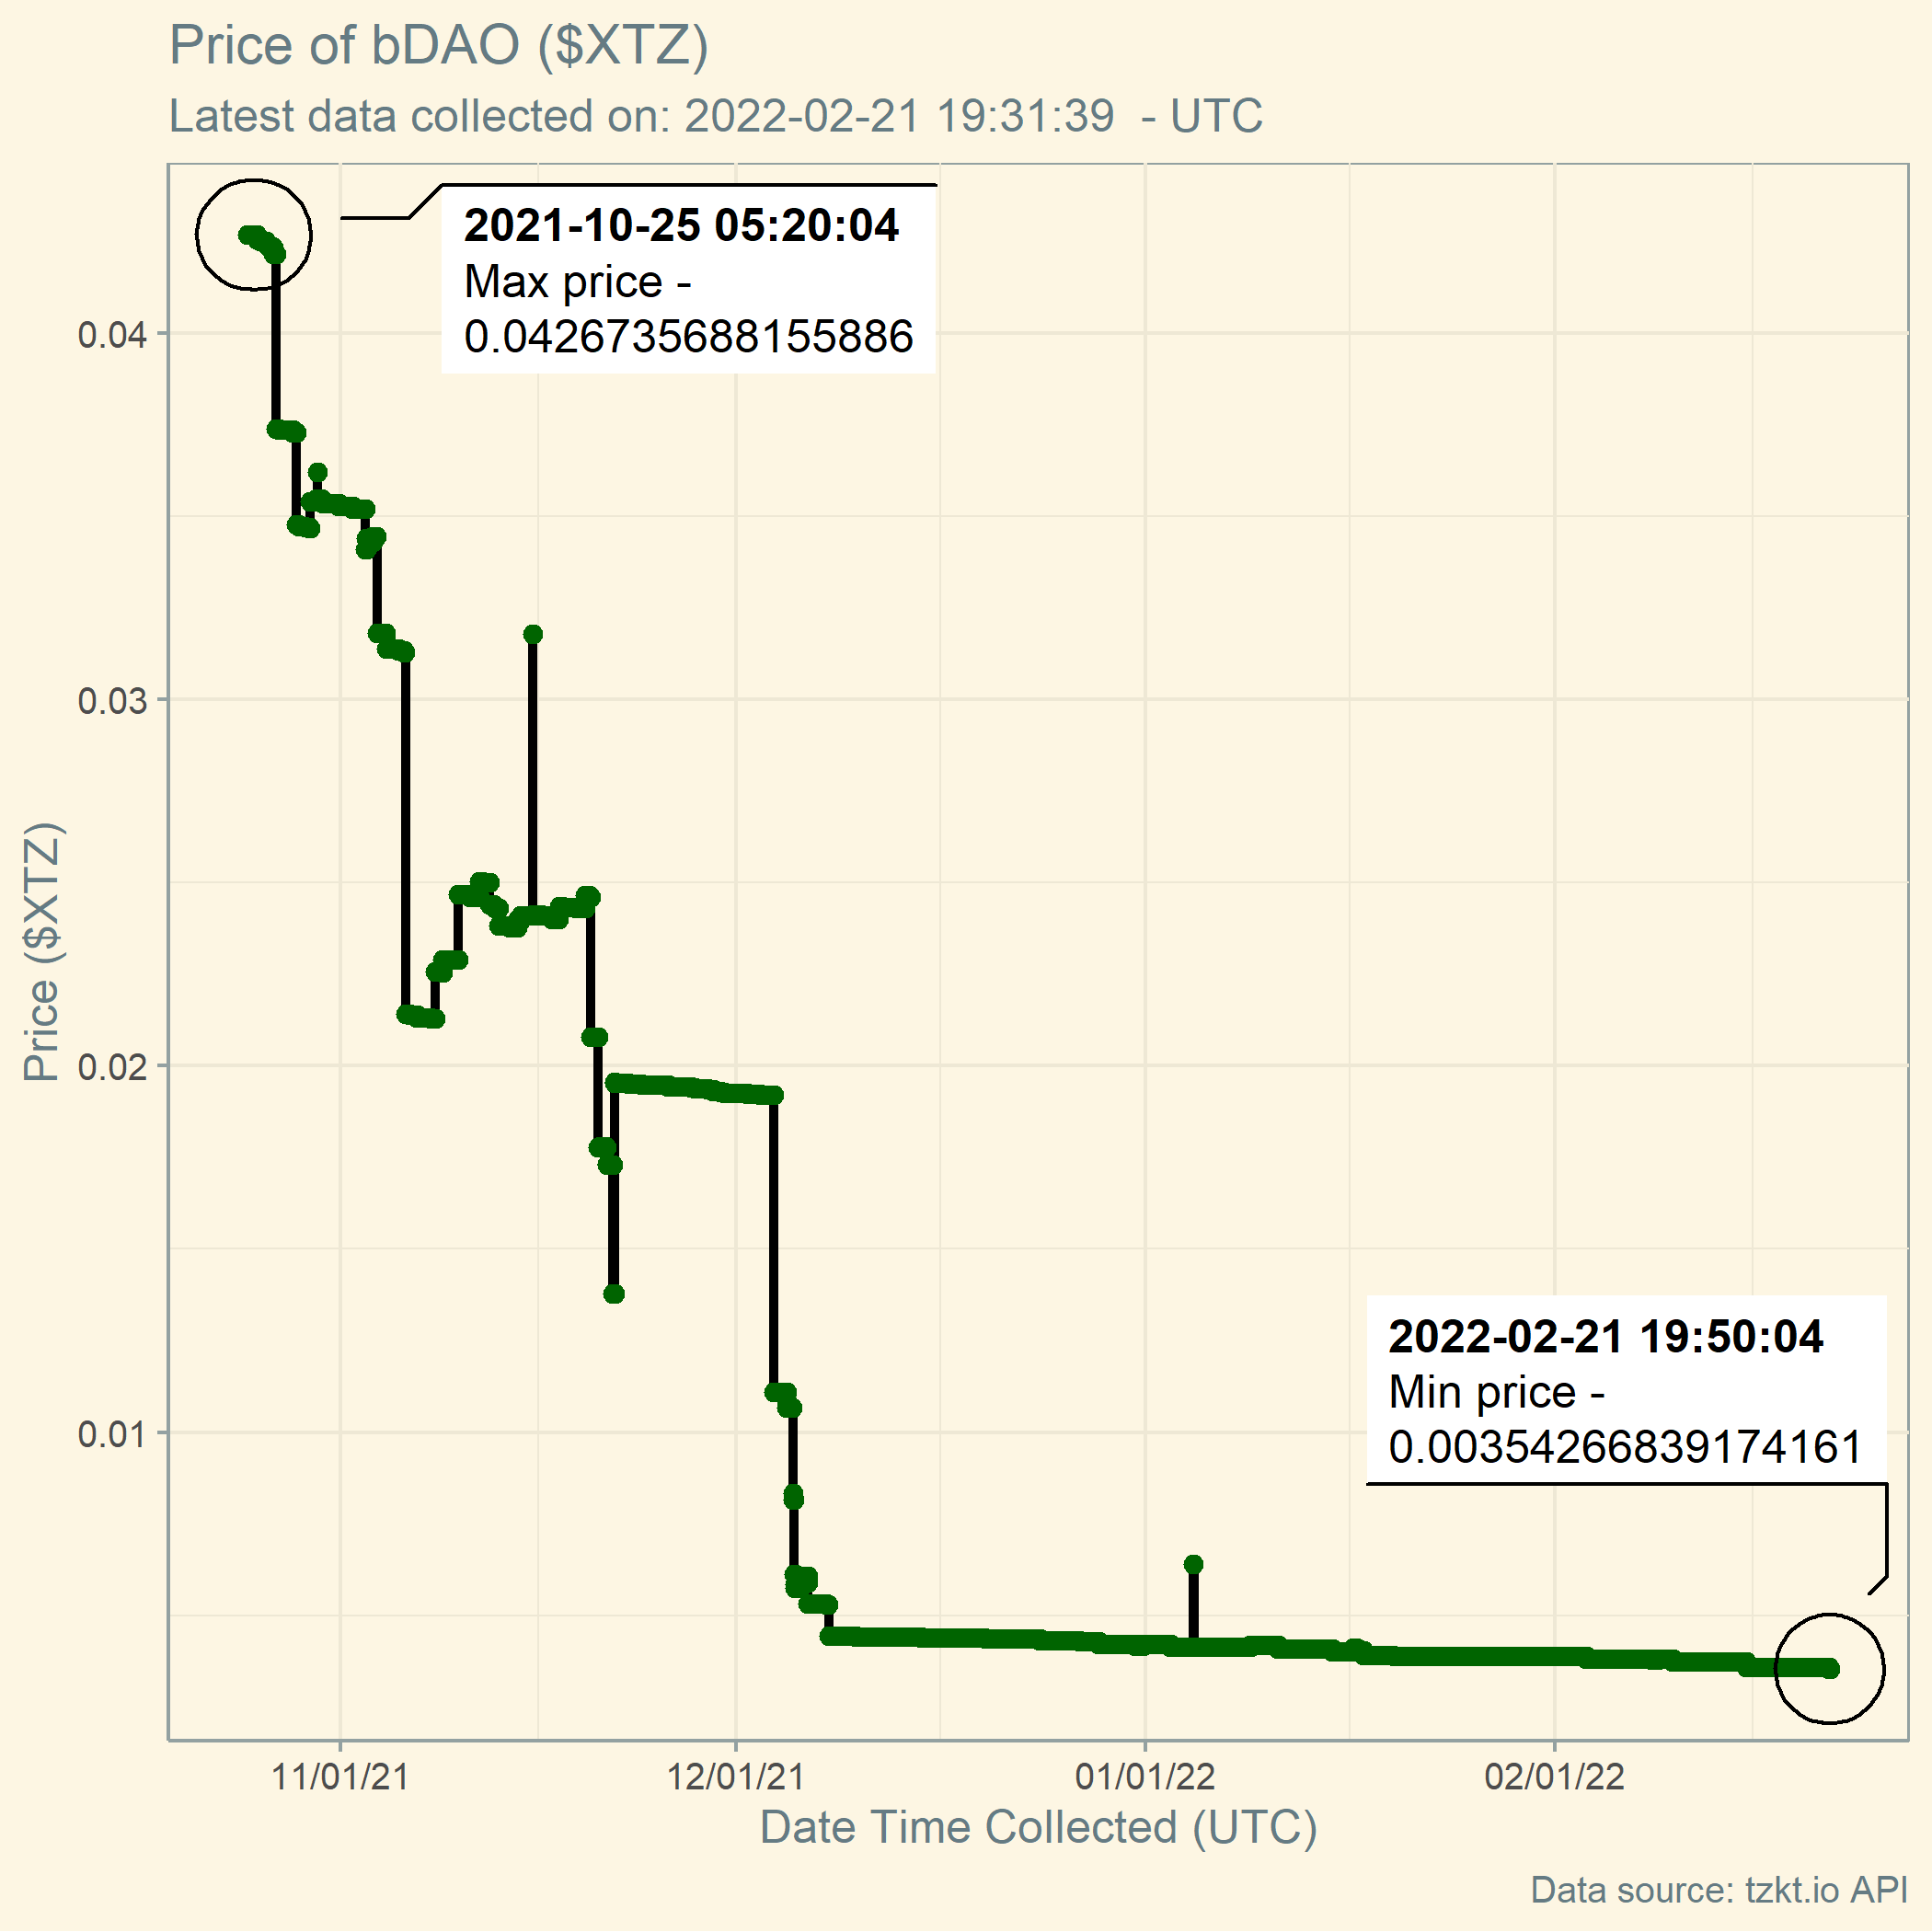 Price of bDAO ($XTZ)
Latest data collected on: 2022-02-21 19:31:39  - UTC
2021-10-25 05:20:04
Max price -
0.0426735688155886
0.04
0.03
0.02
0.01
Price ($XTZ)
2022-02-21 19:50:04
Min price -
0.00354266839174161
11/01/21
12/01/21
01/01/22
02/01/22
Date Time Collected (UTC)
Data source: tzkt.io API